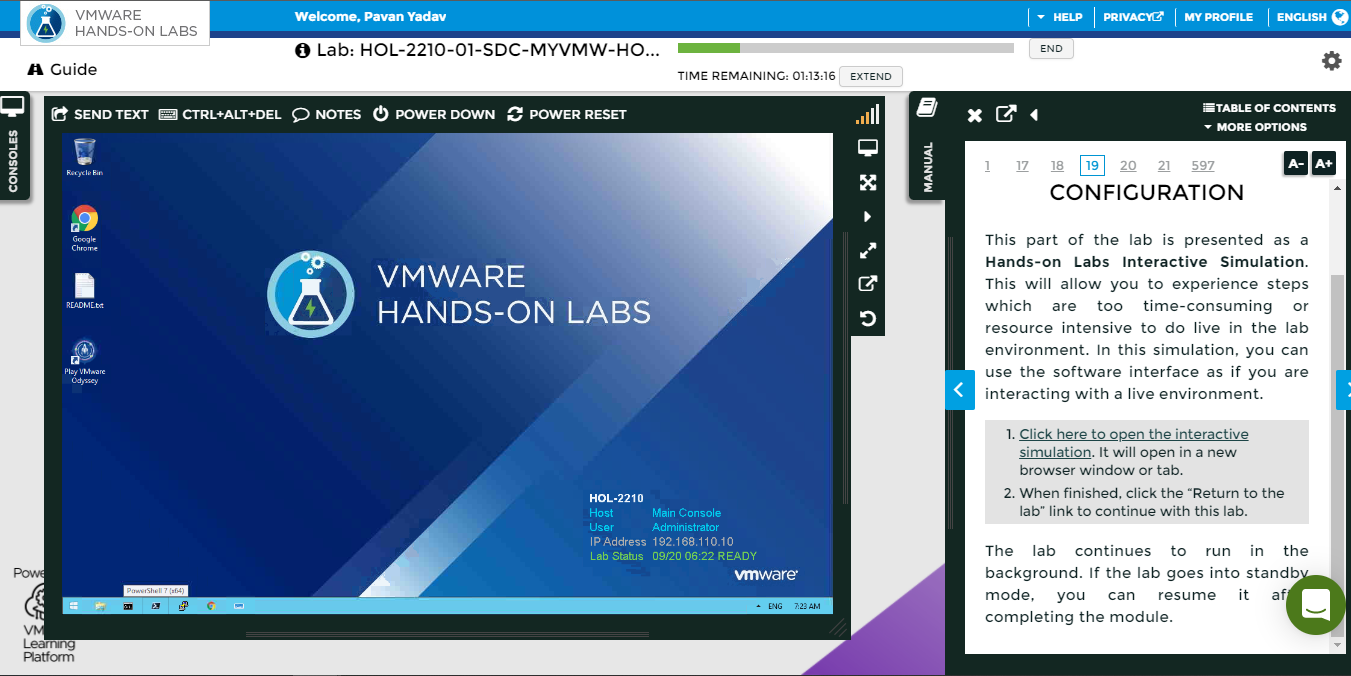 VMWARE
HANDS-ON LABS
Welcome, Pavan Yadav
HELP
PRIVACY
MY PROFILE
ENGLISH
Lab: HOL-2210-01-SDC-MYVMW-HO...
END
Guide
TIME REMAINING: 01:13:16
EXTEND
CONSOLES
SEND TEXT
CTRL+ALT+DEL
NOTES
POWER DOWN
POWER RESET
Recycle Bin
Google
Chrome
README.txt
Play VMware
Odyssey
VMWARE
HANDS-ON LABS
HOL-2210
Host Main Console
User Administrator
IP Address 192.168.110.10
Lab Status 09/20 06:22 READY
vmware
PowerShell 7 (x64)
ENG 7:23 AM
Powe
VM
Learning
Platform
MANUAL
TABLE OF CONTENTS
MORE OPTIONS
1 17 18 19 20 21 597
A- A+
CONFIGURATION
This part of the lab is presented as a
Hands-on Labs Interactive Simulation.
This will allow you to experience steps
which are too time-consuming or
resource intensive to do live in the lab
environment. In this simulation, you can
use the software interface as if you are
interacting with a live environment.
1. Click here to open the interactive
simulation. It will open in a new
browser window or tab.
2. When finished, click the “Return to the
lab” link to continue with this lab.
The lab continues to run in the
background. If the lab goes into standby
mode, you can resume it af
completing the module.